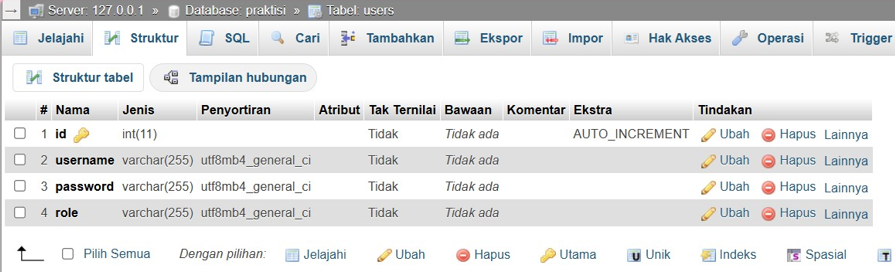 Server: 127.0.0.1 » Database: praktisi » Tabel: users
Jelajahi Struktur SQL Cari Tambahkan Ekspor Impor Hak Akses Operasi Trigger
Struktur tabel Tampilan hubungan
# Nama Jenis Penyortiran Atribut Tak Ternilai Bawaan Komentar Ekstra Tindakan
1 id int(11) Tidak Tidak ada AUTO_INCREMENT Ubah Hapus Lainnya
2 username varchar(255) utf8mb4_general_ci Tidak Tidak ada Ubah Hapus Lainnya
3 password varchar(255) utf8mb4_general_ci Tidak Tidak ada Ubah Hapus Lainnya
4 role varchar(255) utf8mb4_general_ci Tidak Tidak ada Ubah Hapus Lainnya
Pilih Semua Dengan pilihan: Jelajahi Ubah Hapus Utama Unik Indeks Spasial